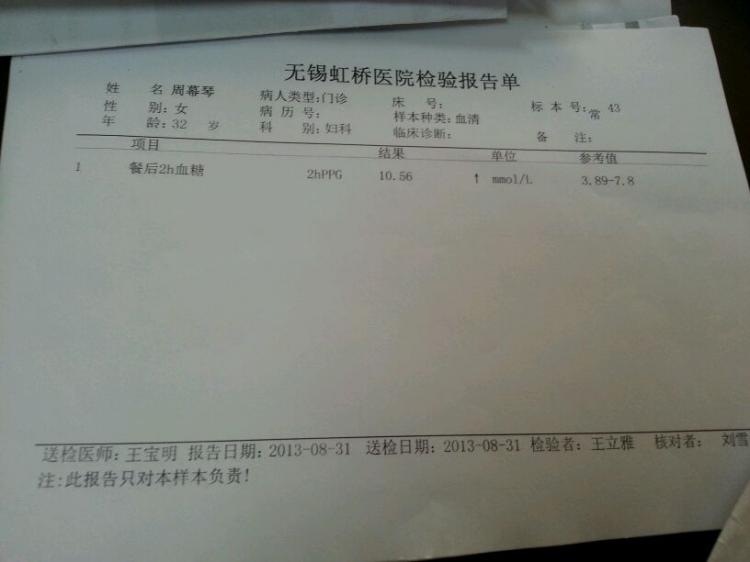 无锡虹桥医院检验报告单
姓 名 周幕琴 病人类型:门诊 床 号: 标 本 号: 43
性 别:女 病 历 号: 样本种类:血清 常
年 龄:32 岁 科 别:妇科 临床诊断: 备 注:
项目 结果 单位 参考值
1 餐后2h血糖 2hPPG 10.56 ↑ mmol/L 3.89-7.8
送检医师:王宝明 报告日期:2013-08-31 送检日期:2013-08-31 检验者:王立雅 核对者: 刘雪
注:此报告只对本样本负责!